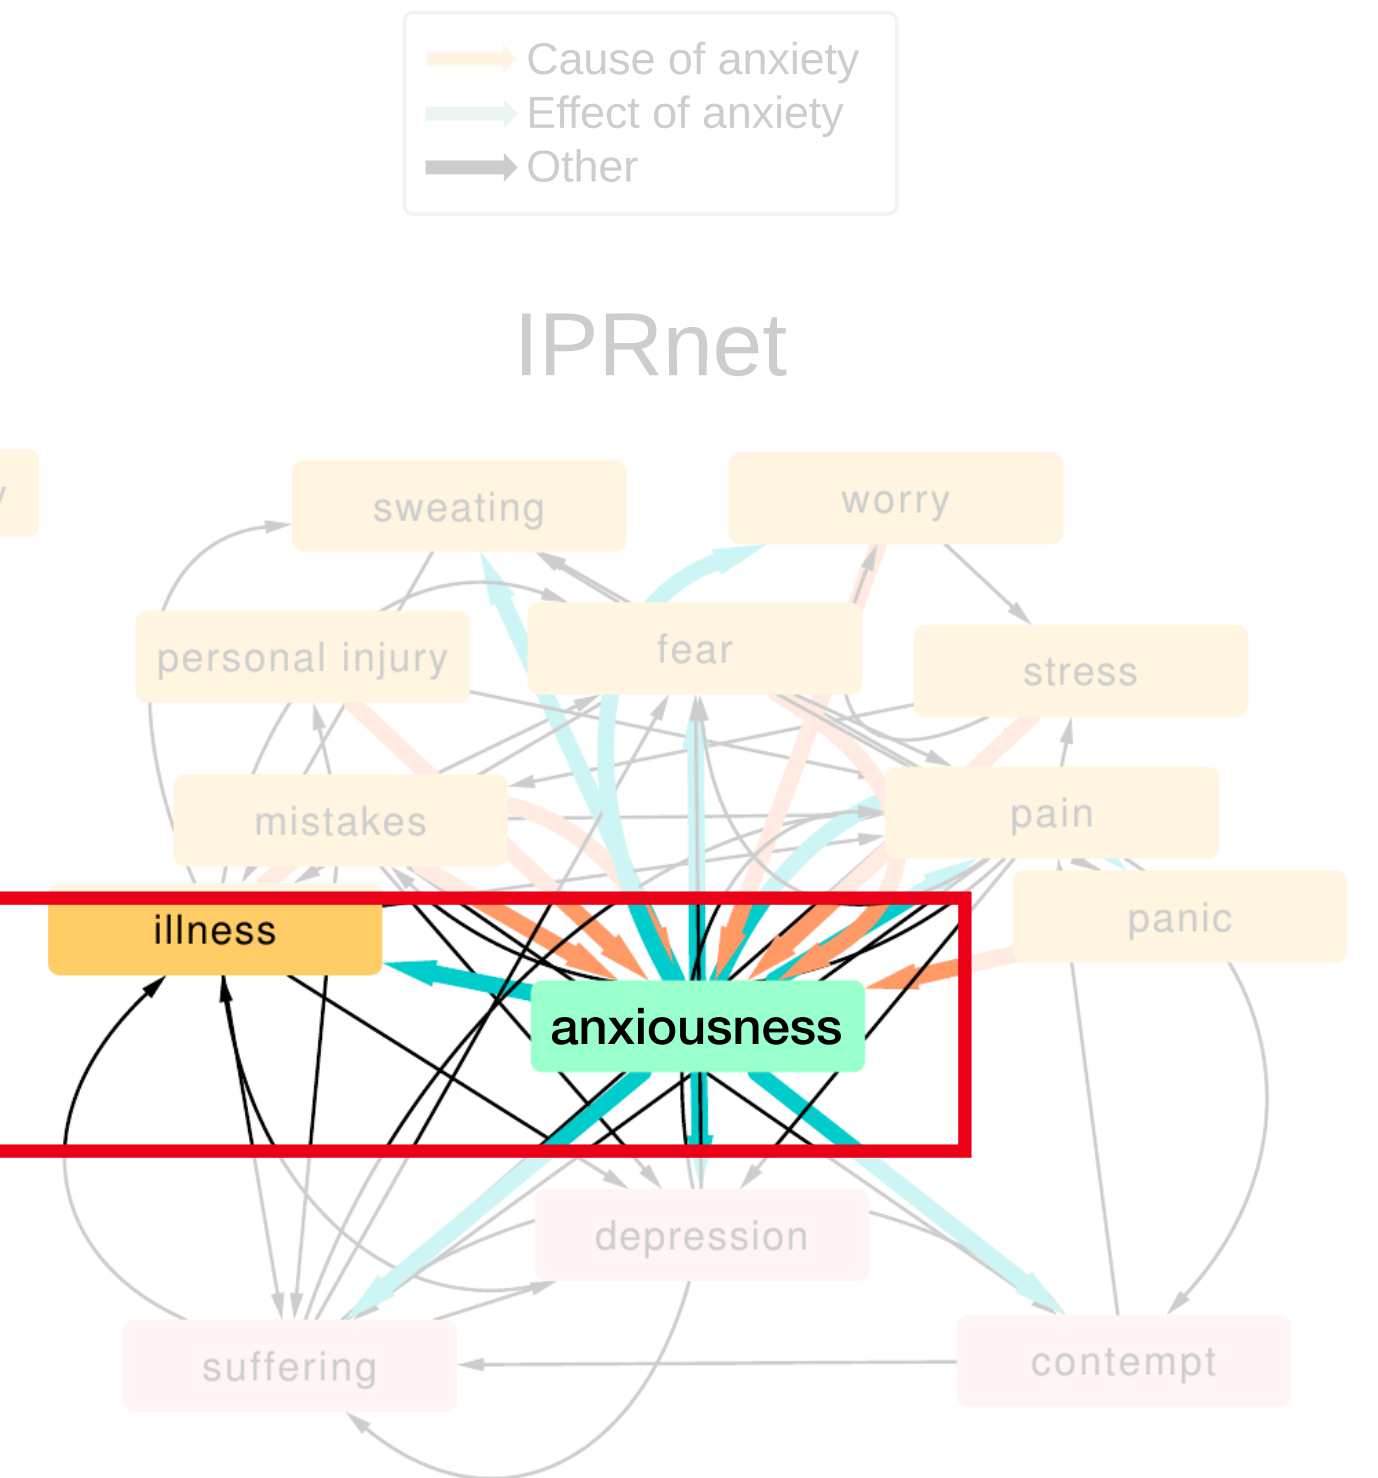 Cause of anxiety
Effect of anxiety
Other
IPRnet
y
sweating
worry
personal injury
fear
stress
mistakes
pain
illness
panic
anxiousness
depression
suffering
contempt